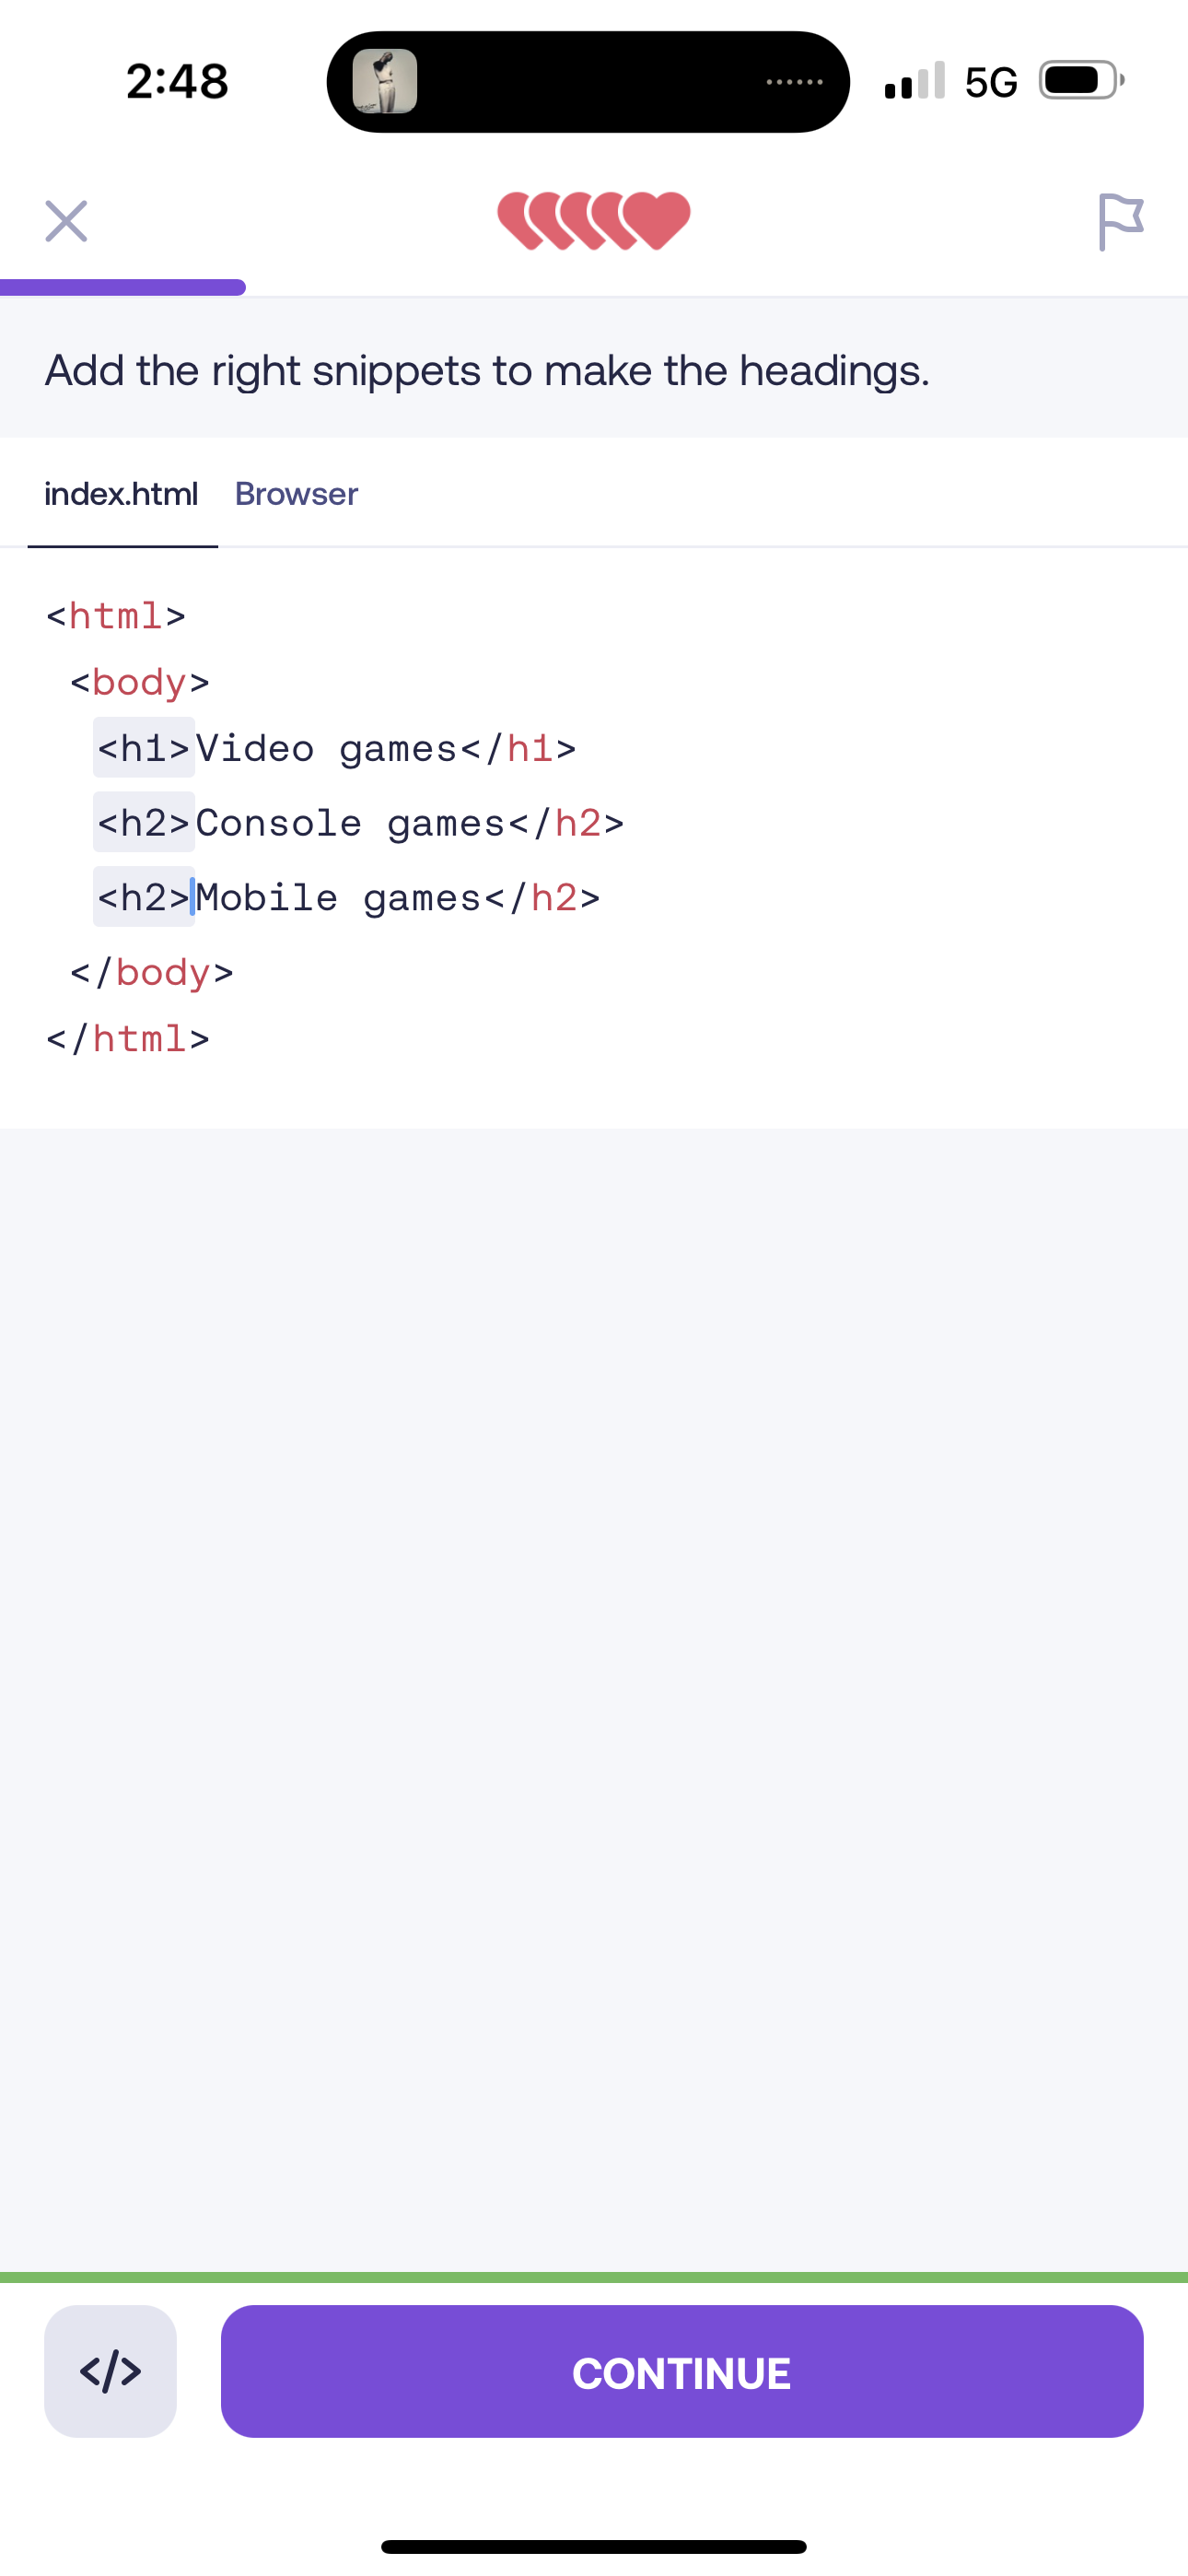 2:48
5G
Add the right snippets to make the headings.
index.html Browser
<html>
<body>
<h1>Video games</h1>
<h2>Console games</h2>
<h2>Mobile games</h2>
</body>
</html>
</>
CONTINUE